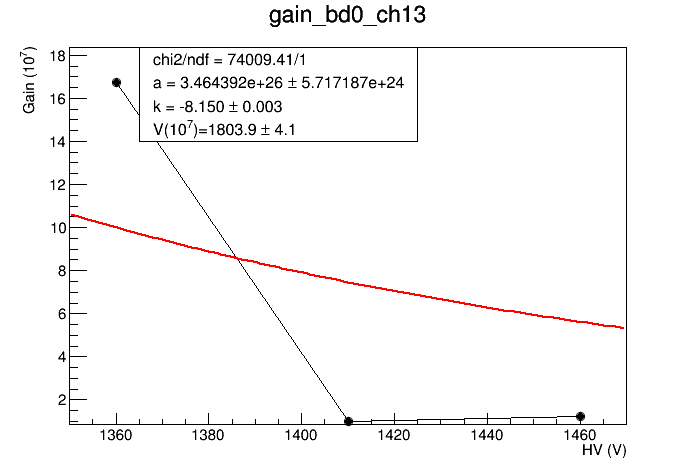 gain_bd0_ch13
Gain (10⁷)
chi2/ndf = 74009.41/1
a = 3.464392e+26 ± 5.717187e+24
k = -8.150 ± 0.003
V(10⁷)=1803.9 ± 4.1
18
16
14
12
10
8
6
4
2
1360 1380 1400 1420 1440 1460
HV (V)